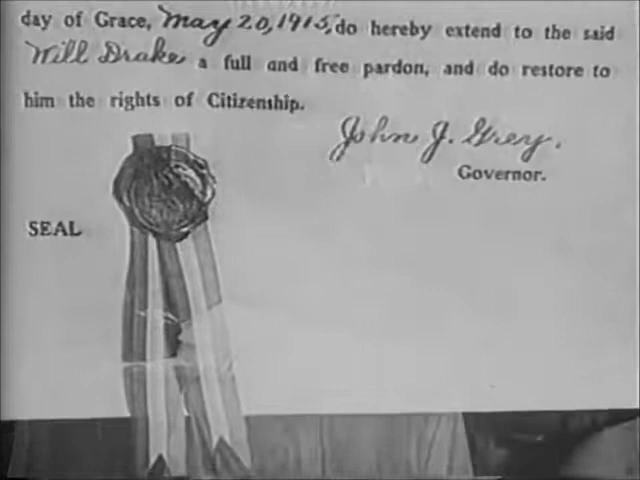 day of Grace, May 20, 1915, do hereby extend to the said
Will Drake a full and free pardon, and do restore to
him the rights of Citizenship.
John J. Grey.
Governor.
SEAL